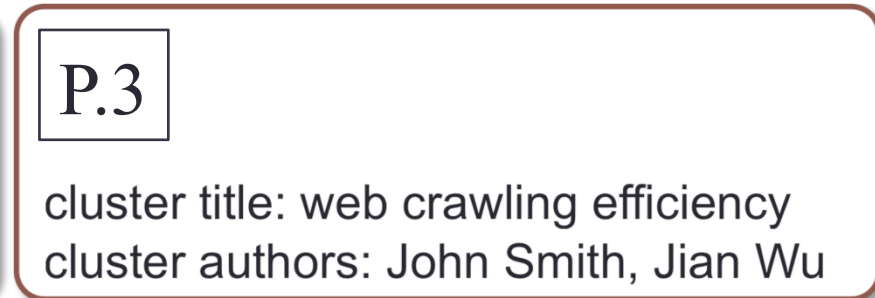 P.3
cluster title: web crawling efficiency
cluster authors: John Smith, Jian Wu